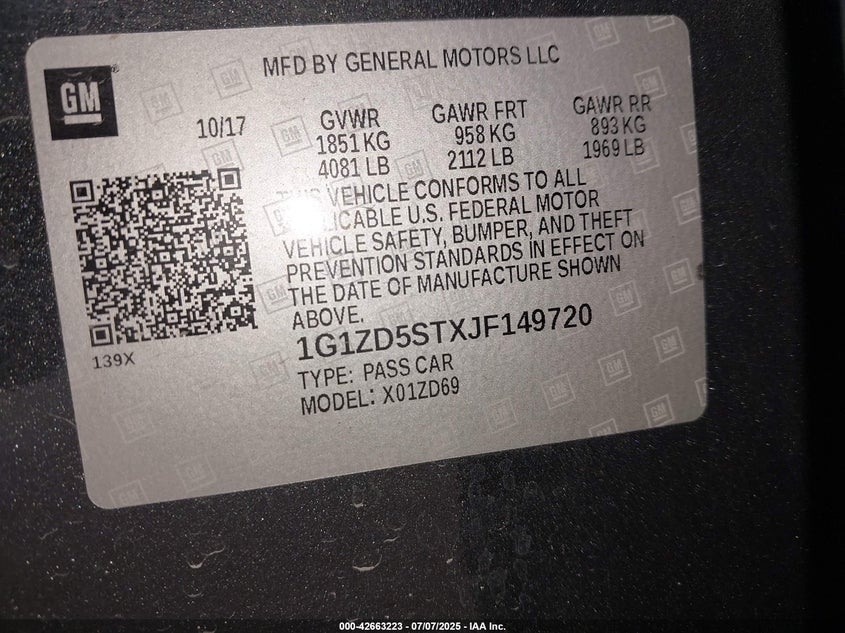 GM
MFD BY GENERAL MOTORS LLC
10/17
GVWR
1851 KG
4081 LB
GAWR FRT
958 KG
2112 LB
GAWR RR
893 KG
1969 LB
VEHICLE CONFORMS TO ALL
U.S. FEDERAL MOTOR
VEHICLE SAFETY, BUMPER, AND THEFT
PREVENTION STANDARDS IN EFFECT ON
THE DATE OF MANUFACTURE SHOWN
ABOVE.
1G1ZD5STXJF149720
TYPE: PASS CAR
MODEL: X01ZD69
139X
000-42663223 - 07/07/2025 - IAA Inc.